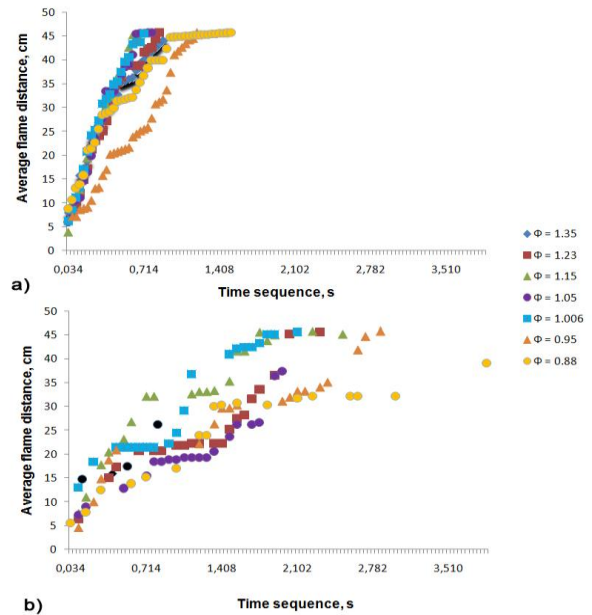 50
45
40
35
30
25
20
15
10
5
0
Average flame distance, cm
0,034 0,714 1,408 2,102 2,782 3,510
a)
Time sequence, s
Φ = 1.35
Φ = 1.23
Φ = 1.15
Φ = 1.05
Φ = 1.006
Φ = 0.95
Φ = 0.88
50
45
40
35
30
25
20
15
10
5
0
Average flame distance, cm
0,034 0,714 1,408 2,102 2,782 3,510
b)
Time sequence, s